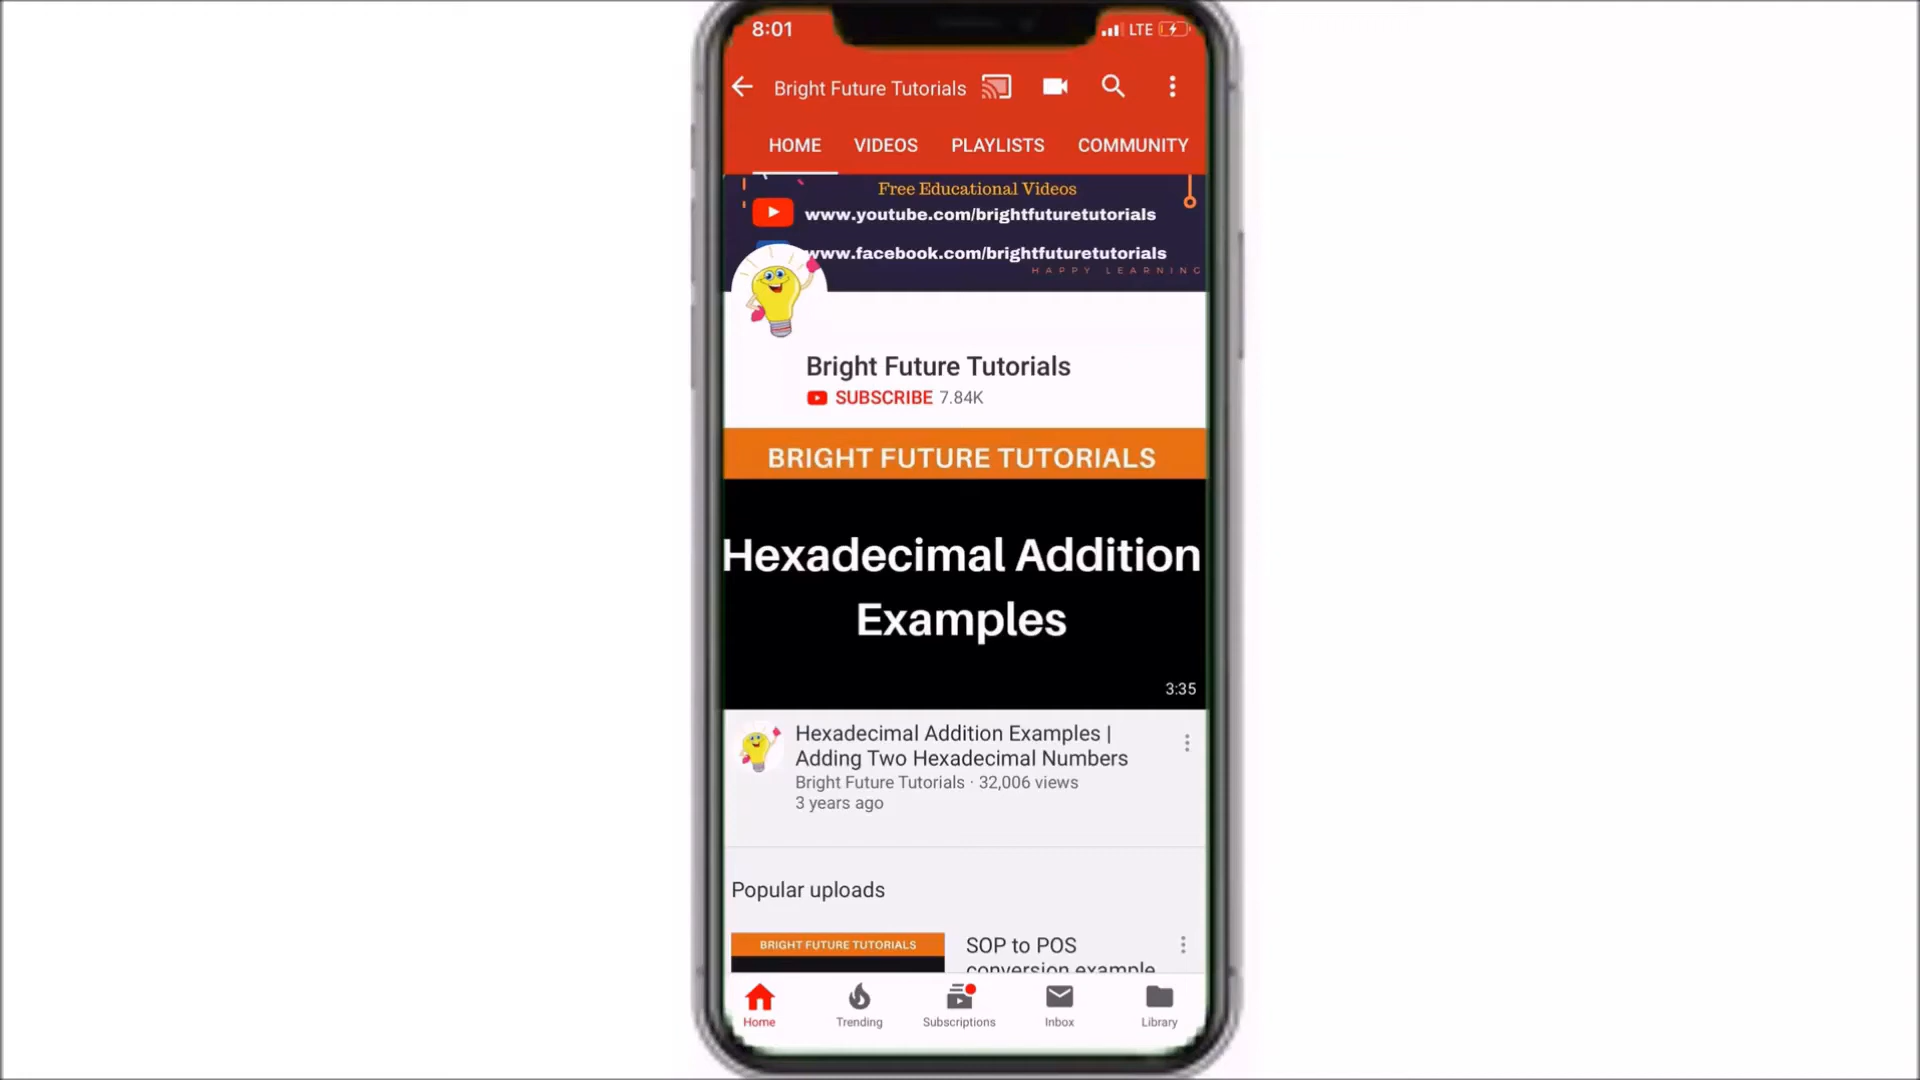 8:01
LTE
Bright Future Tutorials
HOME VIDEOS PLAYLISTS COMMUNITY
Free Educational Videos
www.youtube.com/brightfuturetutorials
www.facebook.com/brightfuturetutorials
HAPPY LEARNING
Bright Future Tutorials
SUBSCRIBE 7.84K
BRIGHT FUTURE TUTORIALS
Hexadecimal Addition
Examples
3:35
Hexadecimal Addition Examples |
Adding Two Hexadecimal Numbers
Bright Future Tutorials · 32,006 views
3 years ago
Popular uploads
BRIGHT FUTURE TUTORIALS
SOP to POS
conversion example
Home Trending Subscriptions Inbox Library